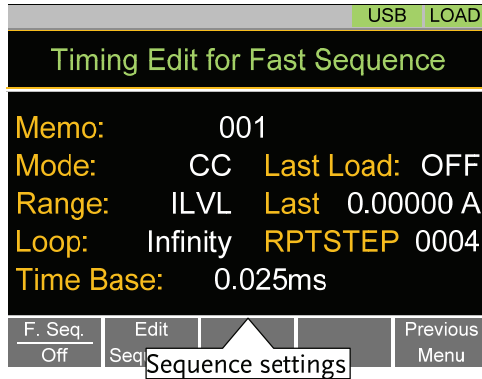 USB LOAD
Timing Edit for Fast Sequence
Memo: 001
Mode: CC Last Load: OFF
Range: ILVL Last 0.00000 A
Loop: Infinity RPTSTEP 0004
Time Base: 0.025ms
F. Seq. Edit Previous
Off Menu
Sequence settings